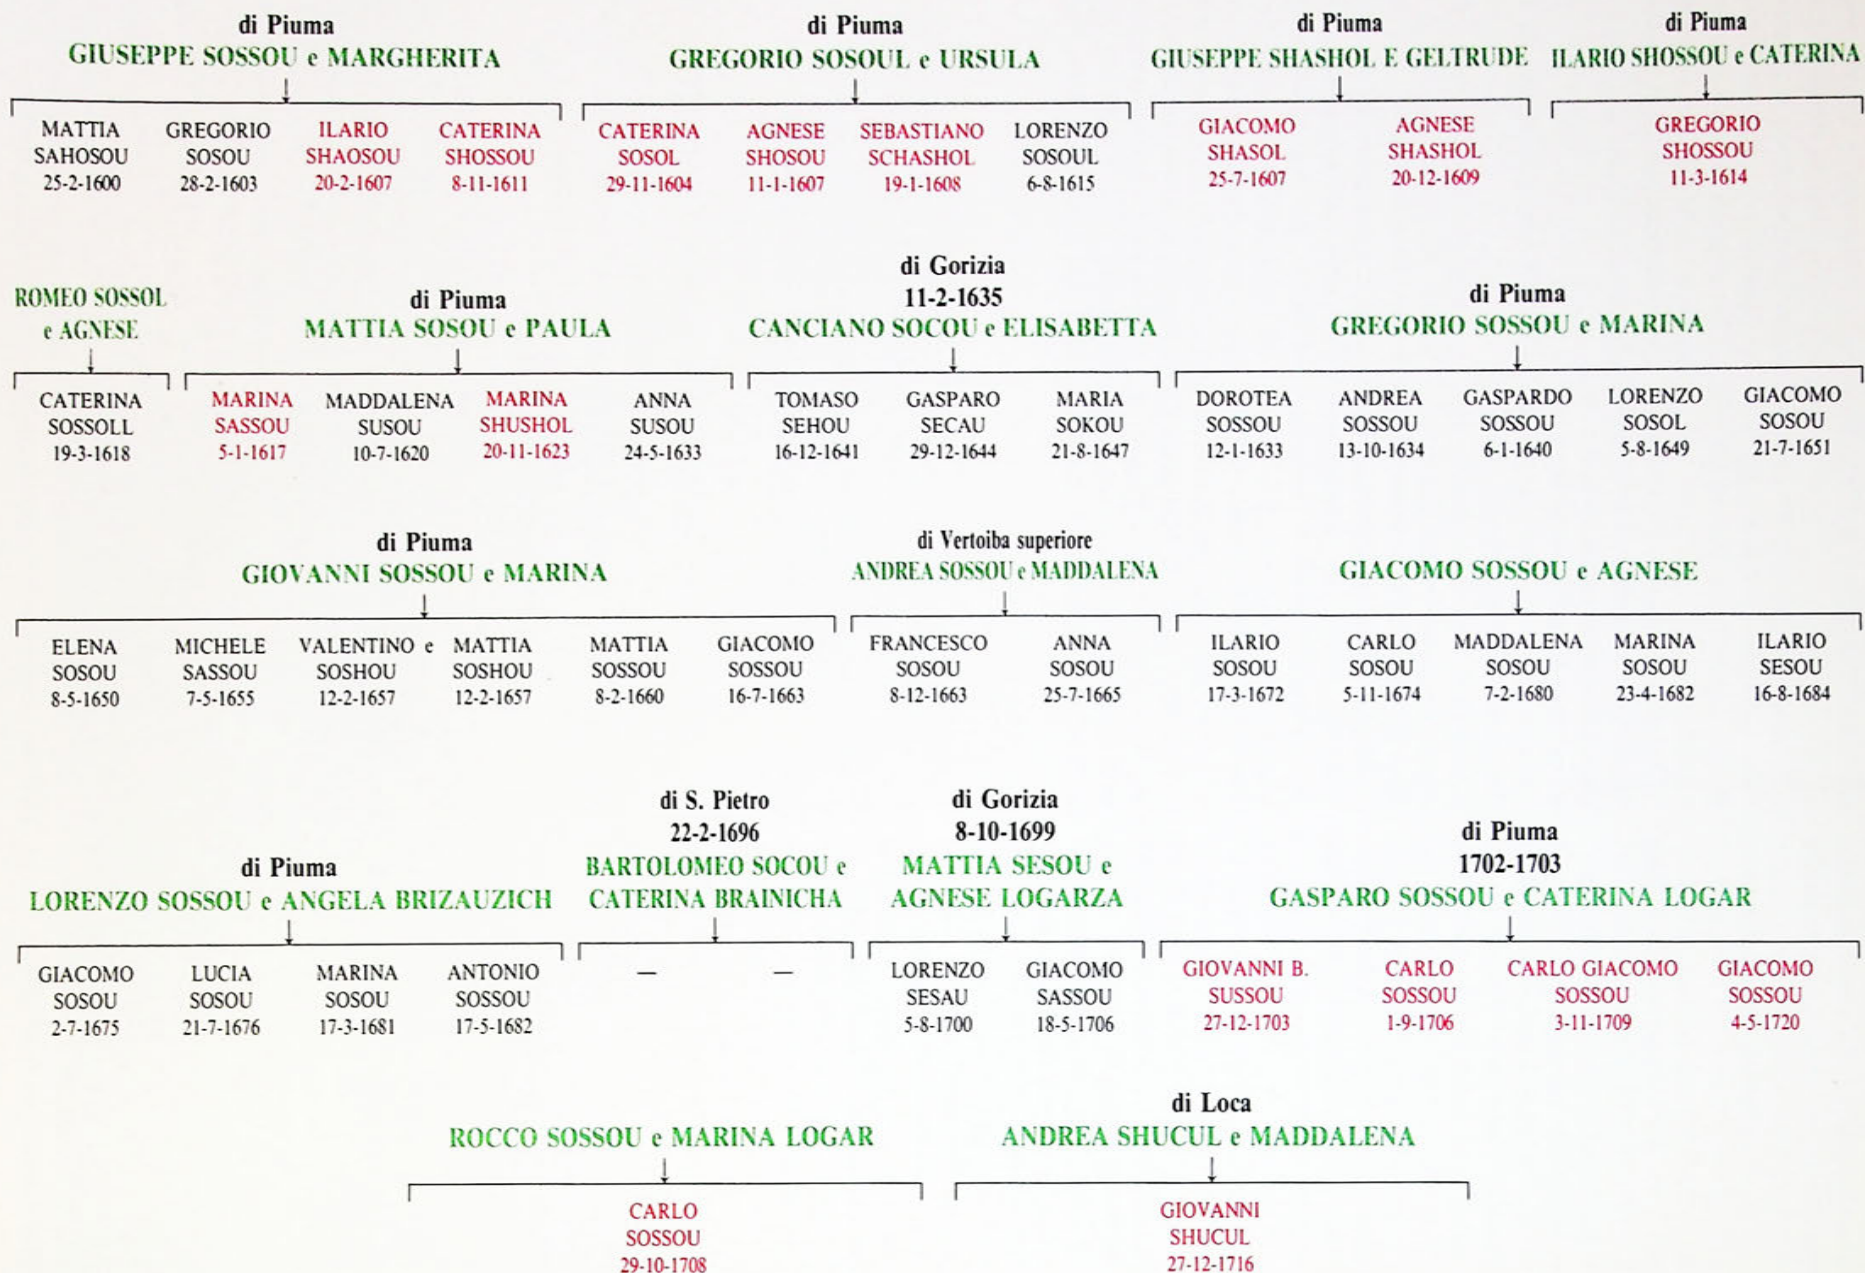 di Piuma
GIUSEPPE SOSSOU e MARGHERITA
MATTIA
SAHOSOU
25-2-1600
GREGORIO
SOSOU
28-2-1603
ILARIO
SHAOSOU
20-2-1607
CATERINA
SHOSSOU
8-11-1611
di Piuma
GREGORIO SOSOUL e URSULA
CATERINA
SOSOL
29-11-1604
AGNESE
SHOSOU
11-1-1607
SEBASTIANO
SCHASHOL
19-1-1608
LORENZO
SOSOUL
6-8-1615
di Piuma
GIUSEPPE SHASHOL E GELTRUDE
GIACOMO
SHASOL
25-7-1607
AGNESE
SHASHOL
20-12-1609
di Piuma
ILARIO SHOSSOU e CATERINA
GREGORIO
SHOSSOU
11-3-1614
ROMEO SOSSOL
e AGNESE
CATERINA
SOSSOLL
19-3-1618
di Piuma
MATTIA SOSOU e PAULA
MARINA
SASSOU
5-1-1617
MADDALENA
SUSOU
10-7-1620
MARINA
SHUSHOL
20-11-1623
ANNA
SUSOU
24-5-1633
di Gorizia
11-2-1635
CANCIANO SOCOU e ELISABETTA
TOMASO
SEHOU
16-12-1641
GASPARO
SECAU
29-12-1644
MARIA
SOKOU
21-8-1647
di Piuma
GREGORIO SOSSOU e MARINA
DOROTEA
SOSSOU
12-1-1633
ANDREA
SOSSOU
13-10-1634
GASPARDO
SOSSOU
6-1-1640
LORENZO
SOSOL
5-8-1649
GIACOMO
SOSOU
21-7-1651
di Piuma
GIOVANNI SOSSOU e MARINA
ELENA
SOSOU
8-5-1650
MICHELE
SASSOU
7-5-1655
VALENTINO e
SOSHOU
12-2-1657
MATTIA
SOSHOU
12-2-1657
MATTIA
SOSSOU
8-2-1660
GIACOMO
SOSSOU
16-7-1663
di Vertoiba superiore
ANDREA SOSSOU e MADDALENA
FRANCESCO
SOSOU
8-12-1663
ANNA
SOSOU
25-7-1665
GIACOMO SOSSOU e AGNESE
ILARIO
SOSOU
17-3-1672
CARLO
SOSOU
5-11-1674
MADDALENA
SOSOU
7-2-1680
MARINA
SOSOU
23-4-1682
ILARIO
SESOU
16-8-1684
di Piuma
LORENZO SOSSOU e ANGELA BRIZAUZICH
GIACOMO
SOSOU
2-7-1675
LUCIA
SOSOU
21-7-1676
MARINA
SOSOU
17-3-1681
ANTONIO
SOSSOU
17-5-1682
di S. Pietro
22-2-1696
BARTOLOMEO SOCOU e
CATERINA BRAINICHA
— —
di Gorizia
8-10-1699
MATTIA SESOU e
AGNESE LOGARZA
LORENZO
SESAU
5-8-1700
GIACOMO
SASSOU
18-5-1706
di Piuma
1702-1703
GASPARO SOSSOU e CATERINA LOGAR
GIOVANNI B.
SUSSOU
27-12-1703
CARLO
SOSSOU
1-9-1706
CARLO GIACOMO
SOSSOU
3-11-1709
GIACOMO
SOSSOU
4-5-1720
ROCCO SOSSOU e MARINA LOGAR
CARLO
SOSSOU
29-10-1708
di Loca
ANDREA SHUCUL e MADDALENA
GIOVANNI
SHUCUL
27-12-1716